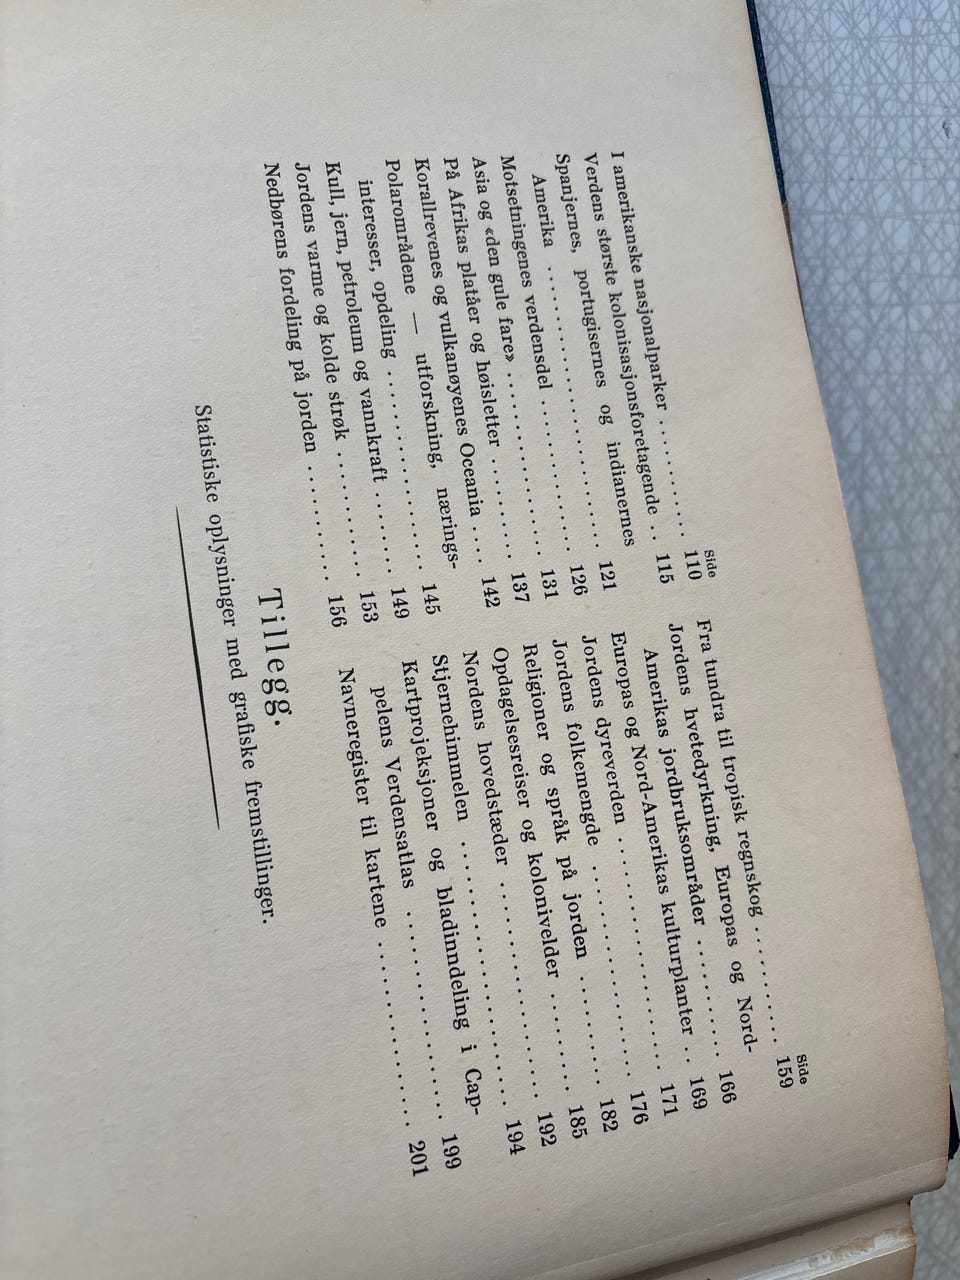 Side
I amerikanske nasjonalparker ........... 110
Verdens største kolonisasjonsforetagende .. 115
Spanjernes, portugisernes og indianernes
Amerika ...................... 121
Motsetningenes verdensdel ............ 126
Asia og «den gule fare» .............. 131
På Afrikas platåer og høisletter ........ 137
Korallrevenes og vulkanøyenes Oceania .... 142
Polarområdene — utforskning, nærings-
interesser, opdeling ................ 145
Kull, jern, petroleum og vannkraft ....... 149
Jordens varme og kolde strøk .......... 153
Nedbørens fordeling på jorden ......... 156
Side
Fra tundra til tropisk regnskog ......... 159
Jordens hvetedyrkning, Europas og Nord-
Amerikas jordbruksområder .......... 166
Europas og Nord-Amerikas kulturplanter .. 169
Jordens dyreverden .................. 171
Jordens folkemengde ................. 176
Religioner og språk på jorden .......... 182
Opdagelsesreiser og kolonivelder ........ 185
Nordens hovedstæder ................ 192
Stjernehimmelen .................... 194
Kartprojeksjoner og bladinndeling i Cap-
pelens Verdensatlas ................ 199
Navneregister til kartene .............. 201
Tillegg.
Statistiske oplysninger med grafiske fremstillinger.